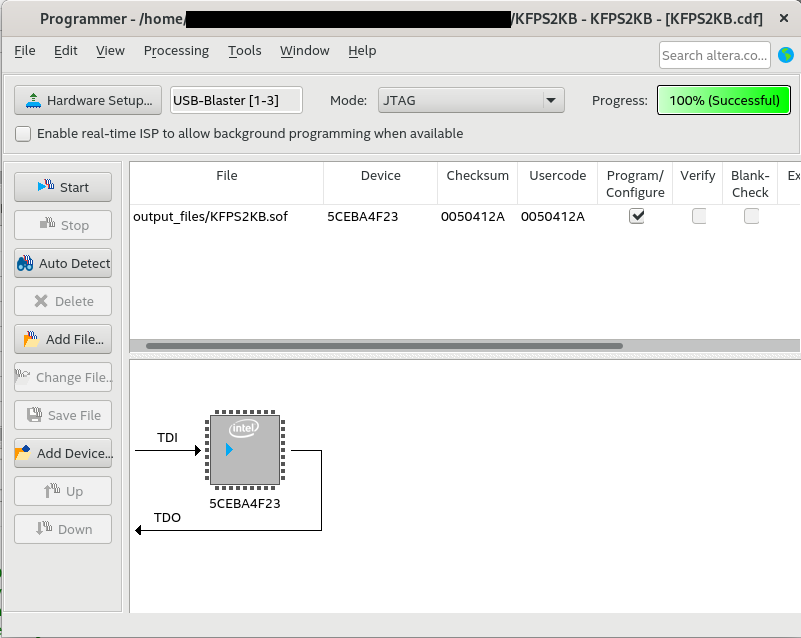 Programmer - /home/ /KFPS2KB - KFPS2KB - [KFPS2KB.cdf]
File Edit View Processing Tools Window Help
Search altera.co...
Hardware Setup... USB-Blaster [1-3] Mode: JTAG Progress: 100% (Successful)
Enable real-time ISP to allow background programming when available
Start
Stop
Auto Detect
Delete
Add File...
Change File..
Save File
Add Device...
Up
Down
File Device Checksum Usercode Program/ Verify Blank- Ex
Configure Check
output_files/KFPS2KB.sof 5CEBA4F23 0050412A 0050412A
intel
TDI
5CEBA4F23
TDO